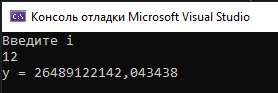 Консоль отладки Microsoft Visual Studio
Введите i
12
y = 26489122142,043438